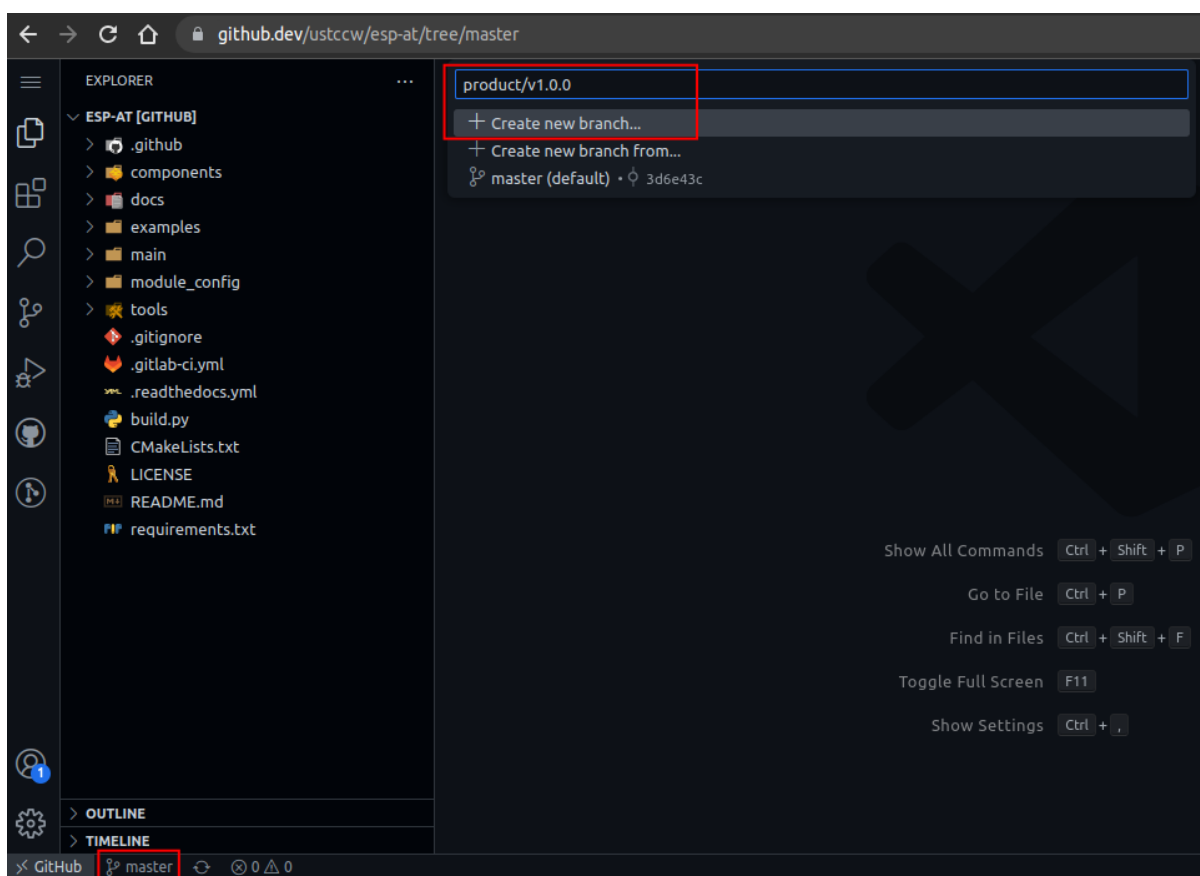 github.dev/ustccw/esp-at/tree/master
EXPLORER
ESP-AT [GITHUB]
.github
components
docs
examples
main
module_config
tools
.gitignore
.gitlab-ci.yml
.readthedocs.yml
build.py
CMakeLists.txt
LICENSE
README.md
requirements.txt
OUTLINE
TIMELINE
product/v1.0.0
+ Create new branch...
+ Create new branch from...
master (default) • 3d6e43c
Show All Commands Ctrl + Shift + P
Go to File Ctrl + P
Find in Files Ctrl + Shift + F
Toggle Full Screen F11
Show Settings Ctrl + ,
1
GitHub master 0 0